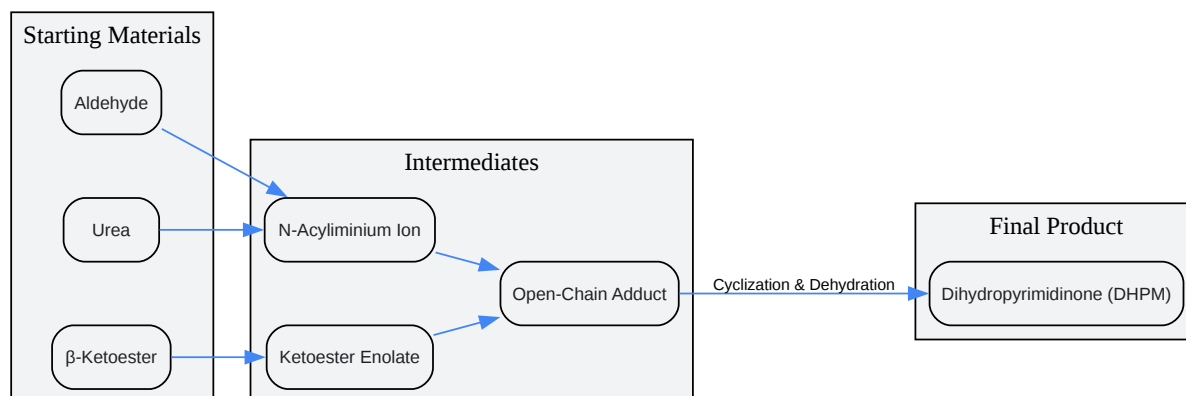 Starting Materials
Aldehyde
Urea
β-Ketoester
Intermediates
N-Acyliminium Ion
Ketoester Enolate
Open-Chain Adduct
Cyclization & Dehydration
Final Product
Dihydropyrimidinone (DHPM)